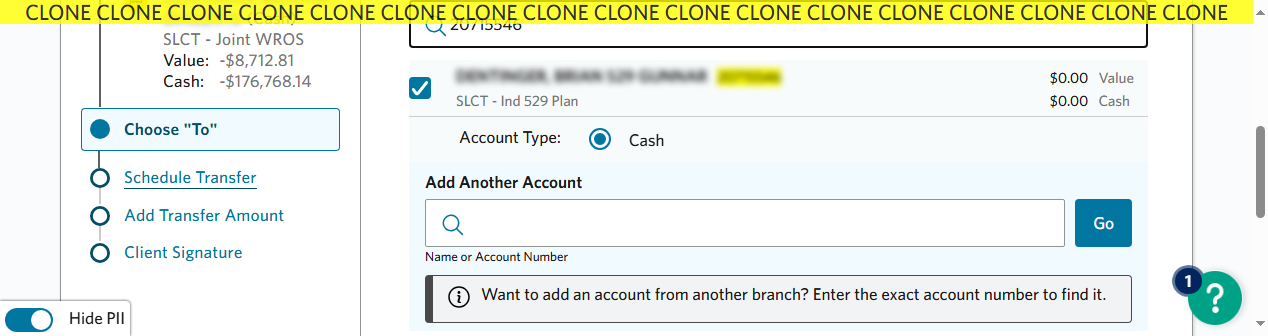 CLONE CLONE CLONE CLONE CLONE CLONE CLONE CLONE CLONE CLONE CLONE CLONE CLONE CLONE CLONE CLONE CLONE
SLCT - Joint WROS
Value: -$8,712.81
Cash: -$176,768.14
Choose "To"
Schedule Transfer
Add Transfer Amount
Client Signature
Hide PII
20715546
$0.00 Value
SLCT - Ind 529 Plan
$0.00 Cash
Account Type:
Cash
Add Another Account
Go
Name or Account Number
Want to add an account from another branch? Enter the exact account number to find it.
1
?